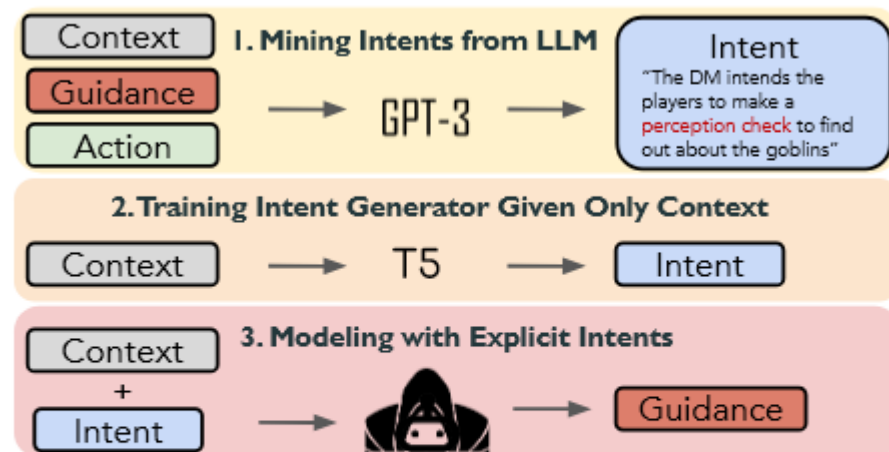 Context
1. Mining Intents from LLM
Guidance
Action
GPT-3
Intent
"The DM intends the
players to make a
perception check to find
out about the goblins"
2. Training Intent Generator Given Only Context
Context
T5
Intent
3. Modeling with Explicit Intents
Context
+
Intent
Guidance